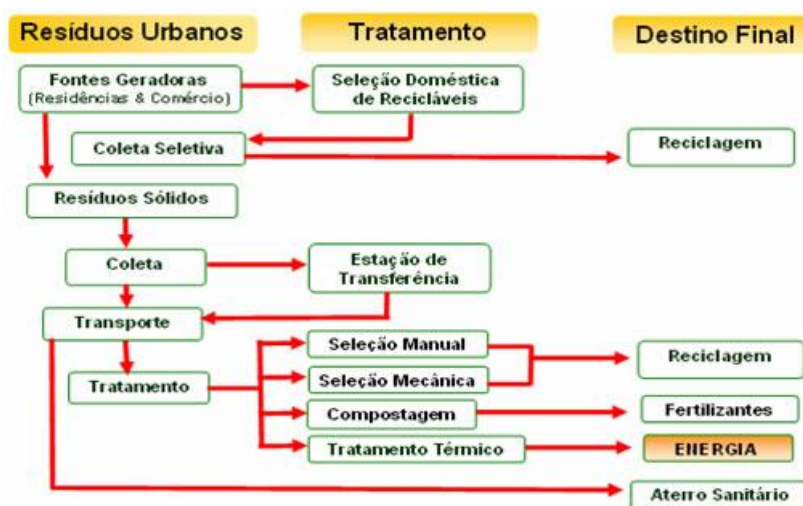 Resíduos Urbanos
Tratamento
Destino Final
Fontes Geradoras
(Residências & Comércio)
Seleção Doméstica
de Recicláveis
Coleta Seletiva
Reciclagem
Resíduos Sólidos
Coleta
Estação de
Transferência
Transporte
Seleção Manual
Reciclagem
Tratamento
Seleção Mecânica
Compostagem
Fertilizantes
Tratamento Térmico
ENERGIA
Aterro Sanitário